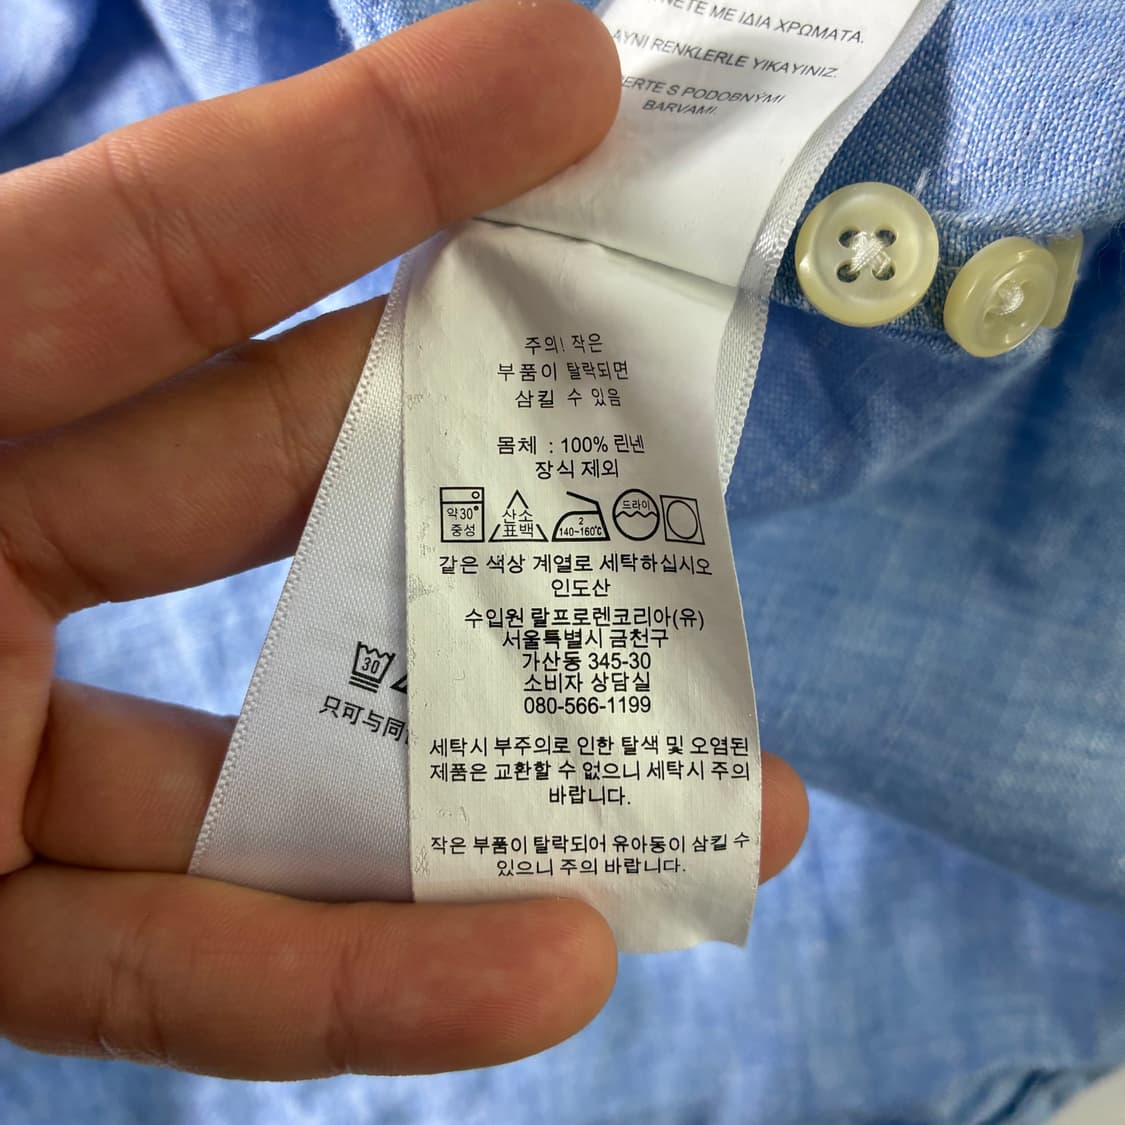 ΜΕ ΙΔΙΑ ΧΡΩΜΑΤΑ.
AYNI RENKLERLE YIKAYINIZ.
S PODOBNÝMI
BARVAMI.
주의! 작은
부품이 탈락되면
삼킬 수 있음
몸체 : 100% 린넨
장식 제외
약30°
중성
산소
표백
2
140~160℃
드라이
같은 색상 계열로 세탁하십시오
인도산
수입원 랄프로렌코리아(유)
서울특별시 금천구
가산동 345-30
소비자 상담실
080-566-1199
세탁시 부주의로 인한 탈색 및 오염된
제품은 교환할 수 없으니 세탁시 주의
바랍니다.
작은 부품이 탈락되어 유아동이 삼킬 수
있으니 주의 바랍니다.
30
只可与同